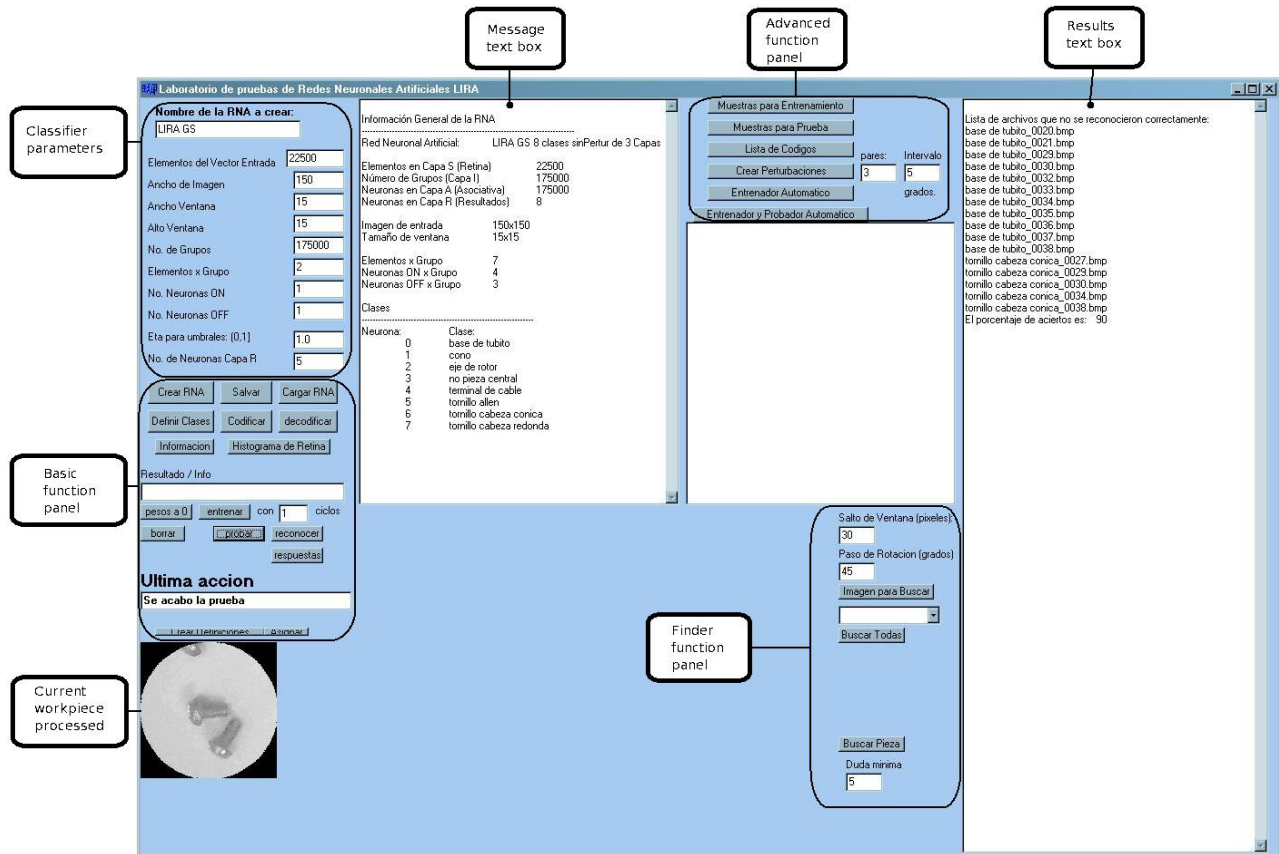 Message
text box
Advanced
function
panel
Results
text box
Classifier
parameters
Basic
function
panel
Current
workpiece
processed
Finder
function
panel
Laboratorio de pruebas de Redes Neuronales Artificiales LIRA
Nombre de la RNA a crear:
LIRA GS
Elementos del Vector Entrada 22500
Ancho de Imagen 150
Ancho Ventana 15
Alto Ventana 15
No. de Grupos 175000
Elementos x Grupo 2
No. Neuronas ON 1
No. Neuronas OFF 1
Eta para umbrales: (0,1] 1.0
No. de Neuronas Capa R 5
Crear RNA Salvar Cargar RNA
Definir Clases Codificar decodificar
Informacion Histograma de Retina
Resultado / Info
pesos a 0 entrenar con 1 ciclos
borrar probar reconocer
respuestas
Ultima accion
Se acabo la prueba
Crear Definiciones Asignar
Información General de la RNA
Red Neuronal Artificial: LIRA GS 8 clases sinPertur de 3 Capas
Elementos en Capa S (Retina) 22500
Número de Grupos (Capa I) 175000
Neuronas en Capa A (Asociativa) 175000
Neuronas en Capa R (Resultados) 8
Imagen de entrada 150x150
Tamaño de ventana 15x15
Elementos x Grupo 7
Neuronas ON x Grupo 4
Neuronas OFF x Grupo 3
Clases
Neurona: Clase:
0 base de tubito
1 cono
2 eje de rotor
3 no pieza central
4 terminal de cable
5 tornillo allen
6 tornillo cabeza conica
7 tornillo cabeza redonda
Muestras para Entrenamiento
Muestras para Prueba
Lista de Codigos
Crear Perturbaciones
Entrenador Automatico
Entrenador y Probador Automatico
pares: Intervalo
3 5
grados.
Salto de Ventana (pixeles):
30
Paso de Rotacion (grados)
45
Imagen para Buscar
Buscar Todas
Buscar Pieza
Duda minima
5
Lista de archivos que no se reconocieron correctamente:
base de tubito_0020.bmp
base de tubito_0021.bmp
base de tubito_0029.bmp
base de tubito_0030.bmp
base de tubito_0032.bmp
base de tubito_0033.bmp
base de tubito_0034.bmp
base de tubito_0035.bmp
base de tubito_0036.bmp
base de tubito_0037.bmp
base de tubito_0038.bmp
tornillo cabeza conica_0027.bmp
tornillo cabeza conica_0029.bmp
tornillo cabeza conica_0030.bmp
tornillo cabeza conica_0034.bmp
tornillo cabeza conica_0038.bmp
El porcentaje de aciertos es: 90